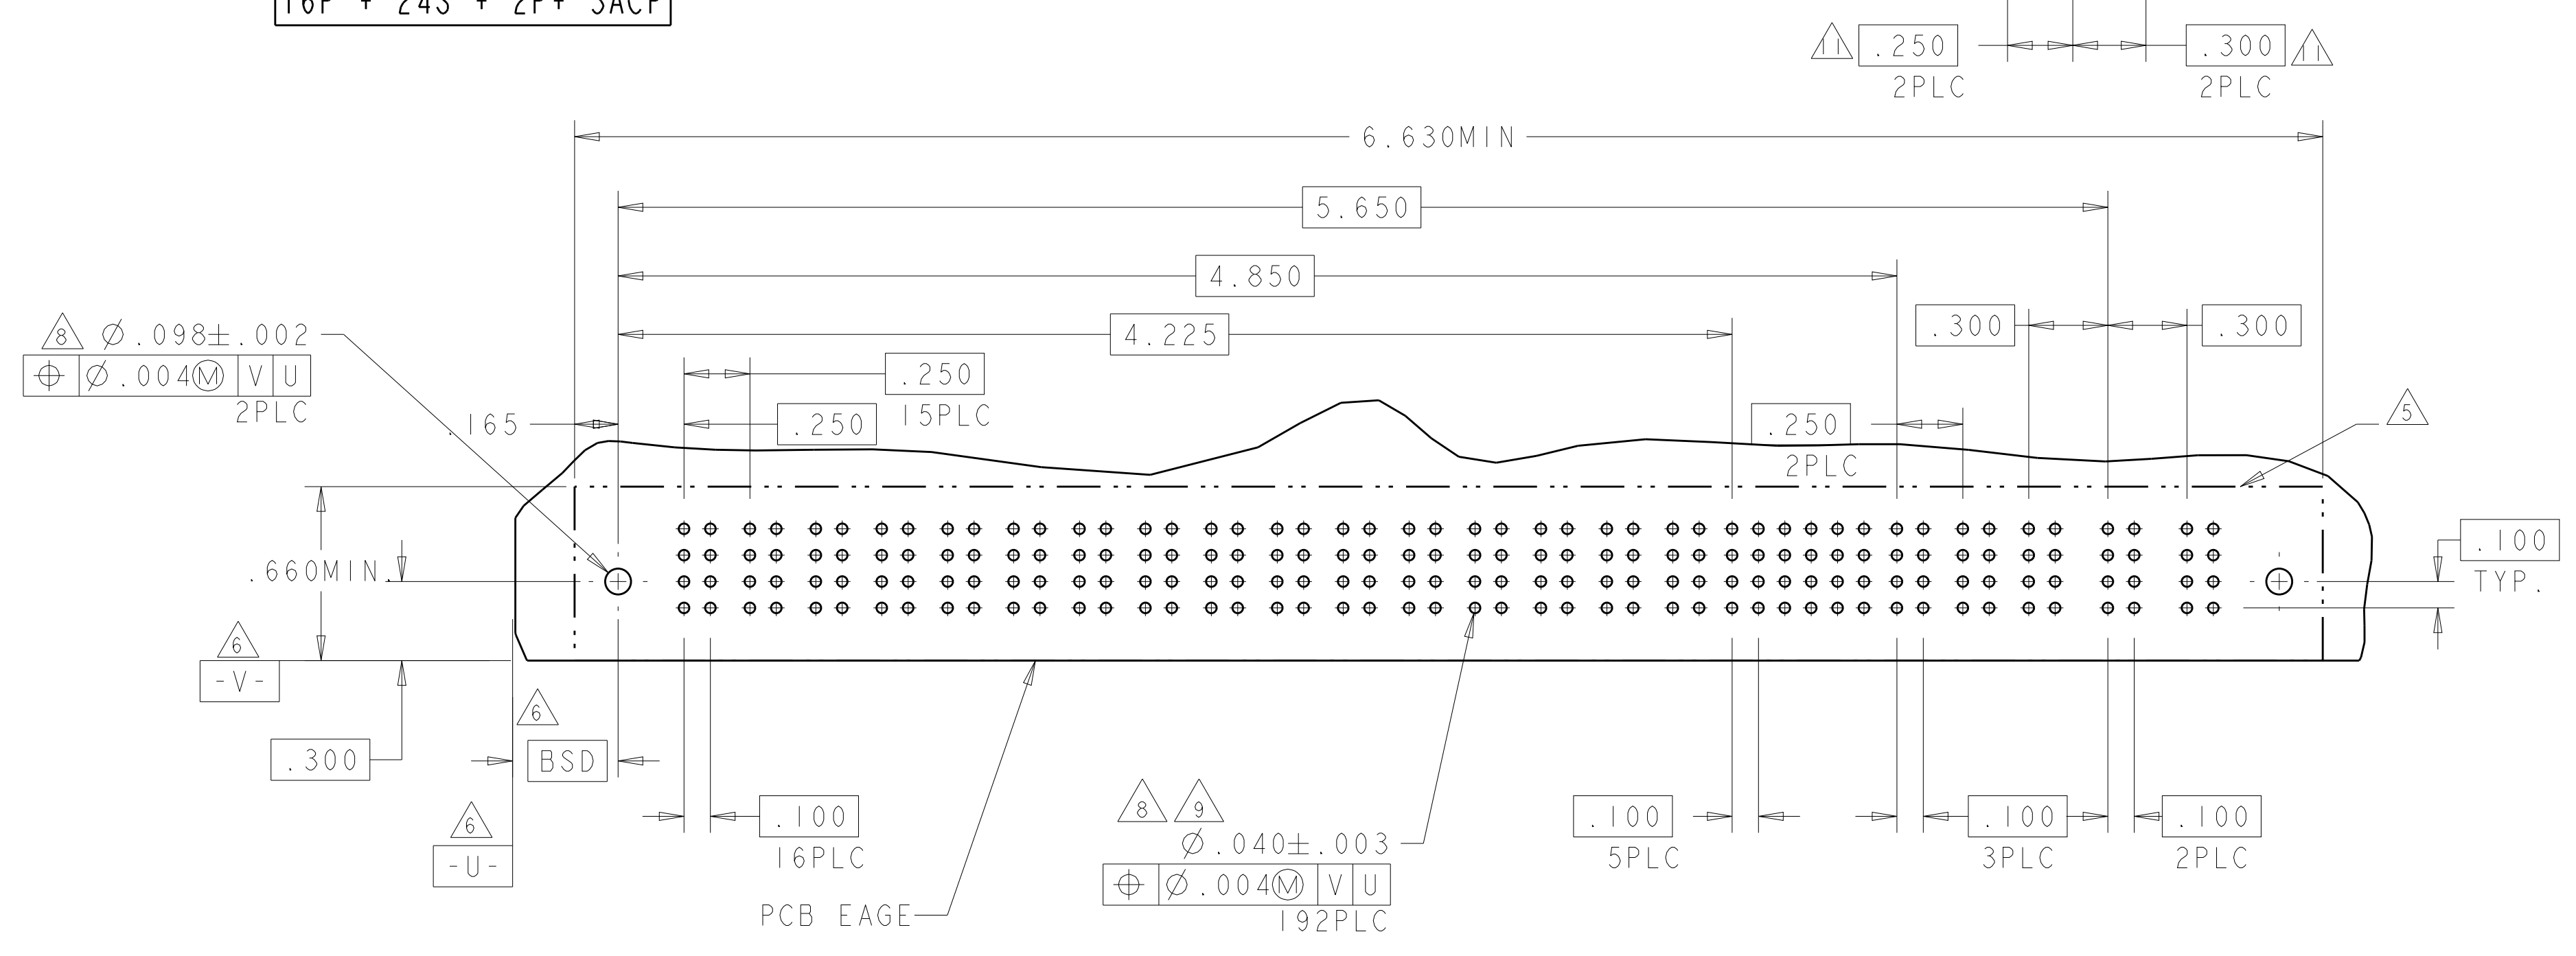 16P + 24S + 2P+ 3ACP
11 .250
2PLC
.300 11
2PLC
6.630MIN
5.650
4.850
4.225
.300
.300
8 Ø .098±.002
⌖ Ø.004Ⓜ V U
2PLC
.250
15PLC
.165
.250
.250
2PLC
5
.660MIN.
.100
TYP.
6
-V-
6
.300
BSD
6
-U-
.100
16PLC
8 9
Ø.040±.003
⌖ Ø.004Ⓜ V U
192PLC
.100
5PLC
.100
3PLC
.100
2PLC
PCB EAGE